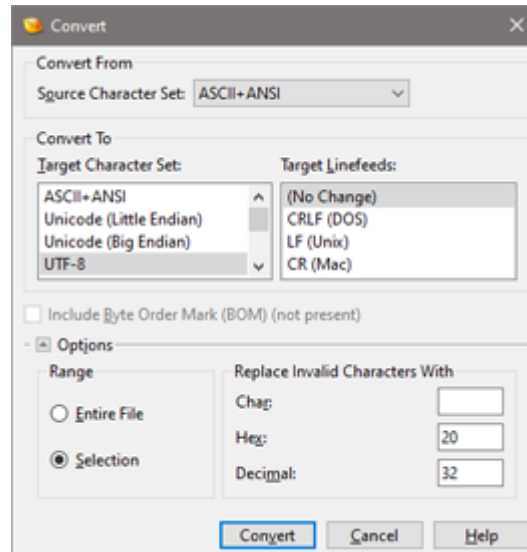 Convert
Convert From
Source Character Set: ASCII+ANSI
Convert To
Target Character Set:
ASCII+ANSI
Unicode (Little Endian)
Unicode (Big Endian)
UTF-8
Target Linefeeds:
(No Change)
CRLF (DOS)
LF (Unix)
CR (Mac)
Include Byte Order Mark (BOM) (not present)
Options
Range
Entire File
Selection
Replace Invalid Characters With
Char:
Hex: 20
Decimal: 32
Convert Cancel Help